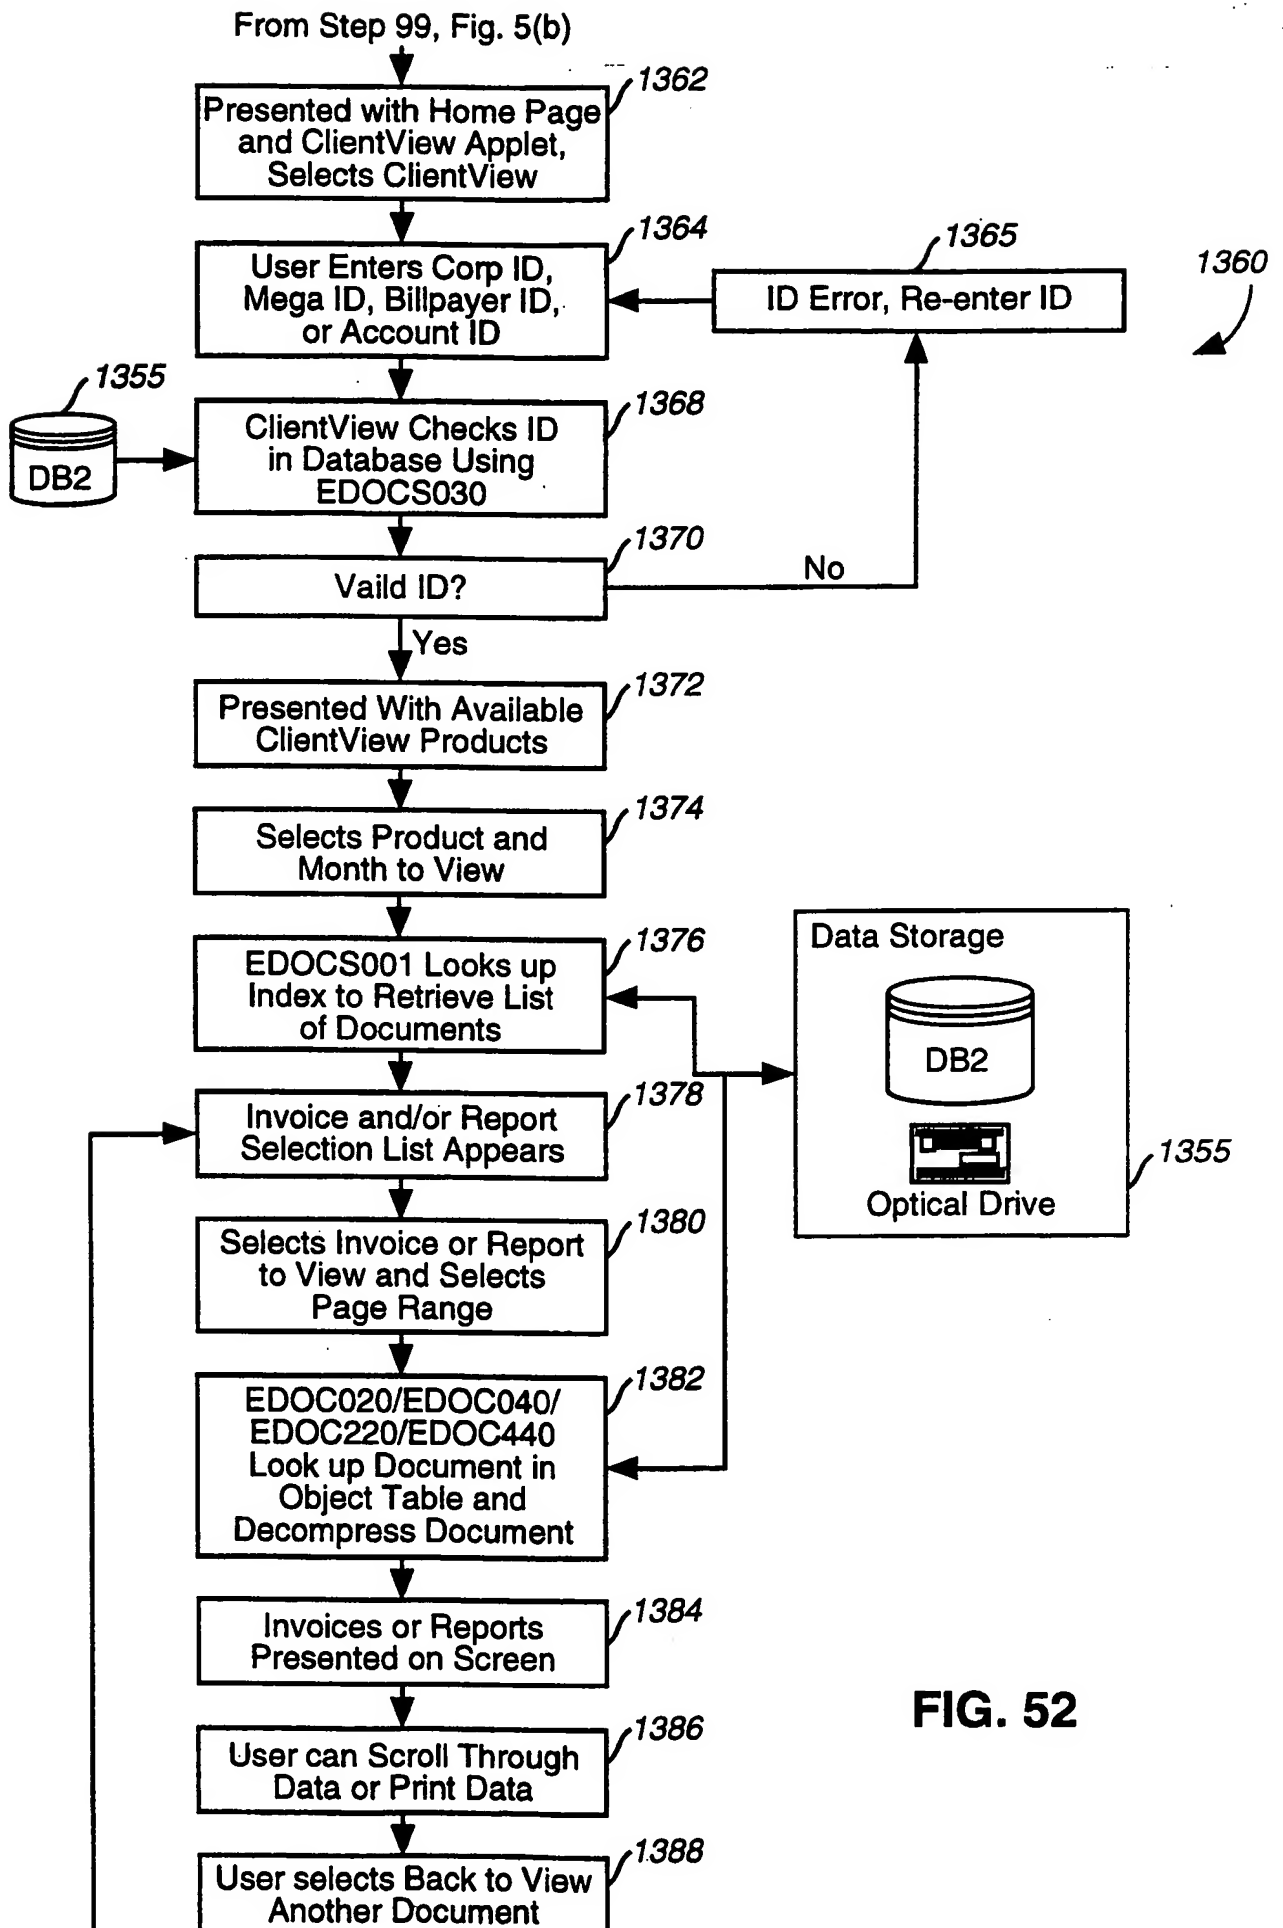 From Step 99, Fig. 5(b)
1362
Presented with Home Page
and ClientView Applet,
Selects ClientView
1364
User Enters Corp ID,
Mega ID, Billpayer ID,
or Account ID
1365
ID Error, Re-enter ID
1360
1355
DB2
1368
ClientView Checks ID
in Database Using
EDOCS030
1370
Vaild ID?
No
Yes
1372
Presented With Available
ClientView Products
1374
Selects Product and
Month to View
1376
EDOCS001 Looks up
Index to Retrieve List
of Documents
Data Storage
DB2
Optical Drive
1355
1378
Invoice and/or Report
Selection List Appears
1380
Selects Invoice or Report
to View and Selects
Page Range
1382
EDOC020/EDOC040/
EDOC220/EDOC440
Look up Document in
Object Table and
Decompress Document
1384
Invoices or Reports
Presented on Screen
1386
User can Scroll Through
Data or Print Data
1388
User selects Back to View
Another Document
FIG. 52